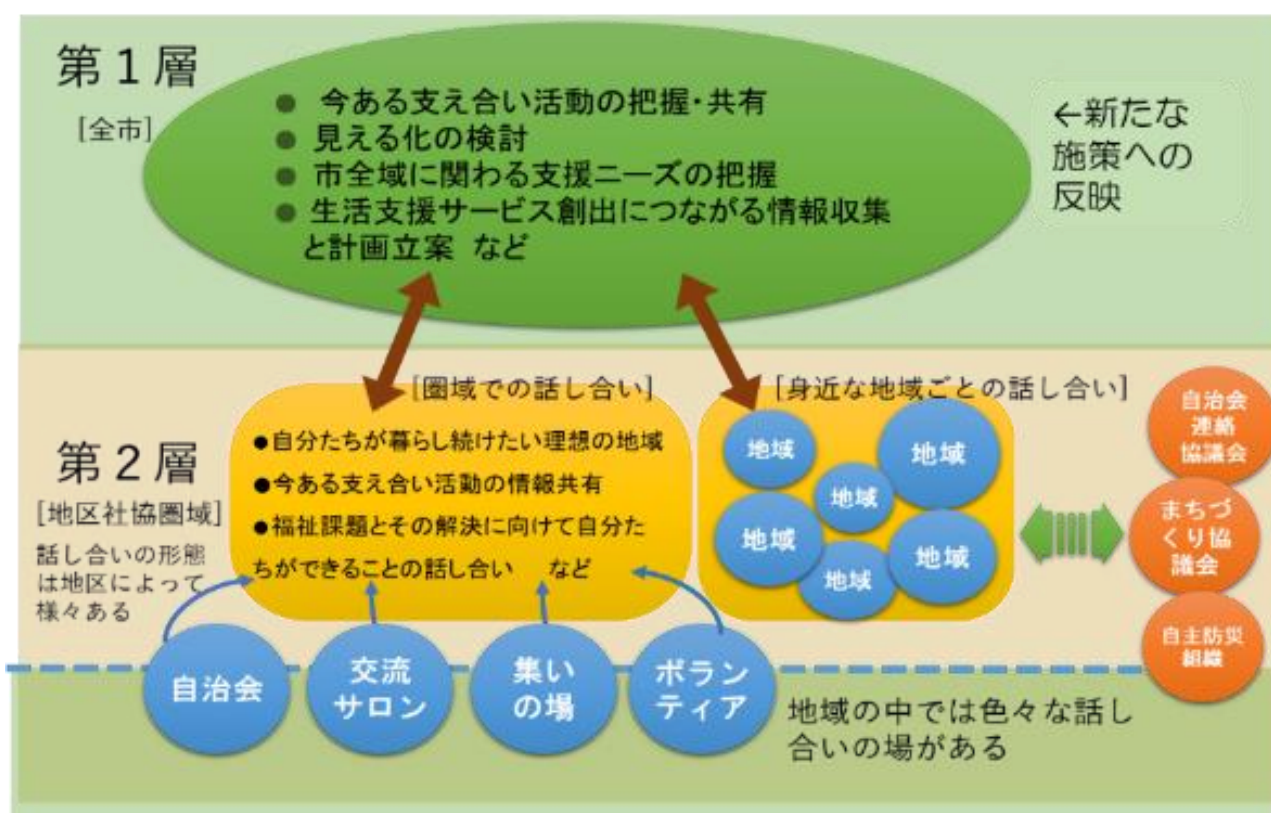 第1層
[全市]
● 今ある支え合い活動の把握・共有
● 見える化の検討
● 市全域に関わる支援ニーズの把握
● 生活支援サービス創出につながる情報収集
と計画立案 など
←新たな
施策への
反映
第2層
[地区社協圏域]
話し合いの形態
は地区によって
様々ある
[圏域での話し合い]
●自分たちが暮らし続けたい理想の地域
●今ある支え合い活動の情報共有
●福祉課題とその解決に向けて自分た
ちができることの話し合い など
[身近な地域ごとの話し合い]
地域
地域
地域
地域
地域
地域
自治会
連絡
協議会
まちづ
くり協
議会
自主防災
組織
自治会
交流
サロン
集い
の場
ボラン
ティア
地域の中では色々な話し
合いの場がある